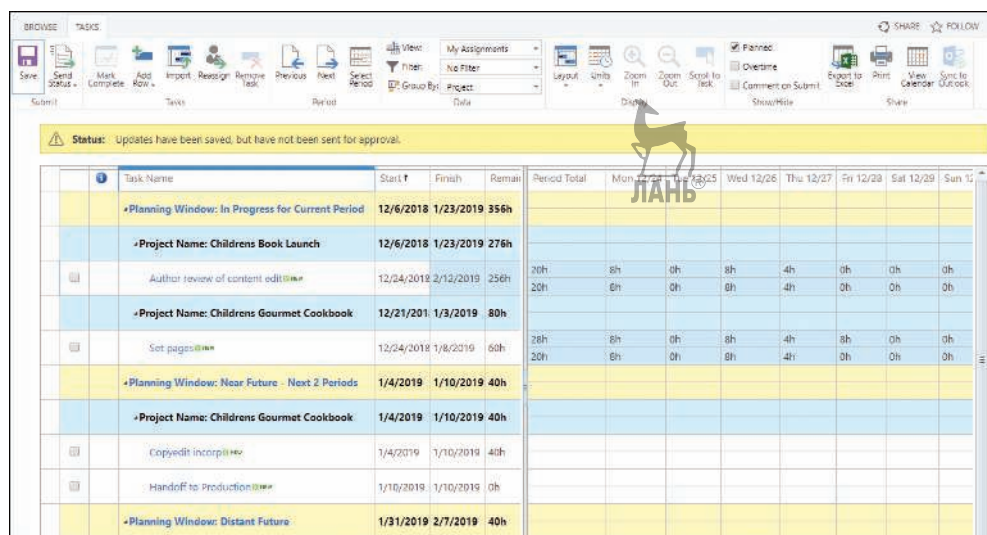 BROWSE TASKS SHARE FOLLOW
Save
Send Status
Mark Complete
Add Row
Import
Reassign
Remove Task
Previous
Next
Select Period
View: My Assignments
Filter: No Filter
Group By: Project
Layout
Units
Zoom In
Zoom Out
Scroll to Task
Planned
Overtime
Comment on Submit
Export to Excel
Print
View Calendar
Sync to Outlook
Submit Tasks Period Data Display Show/Hide Share
Status: Updates have been saved, but have not been sent for approval.
ЛАНЬ®
Task Name Start Finish Remain Period Total Mon 12/24 Tue 12/25 Wed 12/26 Thu 12/27 Fri 12/28 Sat 12/29 Sun 12
Planning Window: In Progress for Current Period 12/6/2018 1/23/2019 356h
Project Name: Childrens Book Launch 12/6/2018 1/23/2019 276h
Author review of content edit 12/24/2018 2/12/2019 256h 20h 8h 0h 8h 4h 0h 0h 0h
20h 8h 0h 8h 4h 0h 0h 0h
Project Name: Childrens Gourmet Cookbook 12/21/201 1/3/2019 80h
Set pages 12/24/2018 1/8/2019 60h 28h 8h 0h 8h 4h 8h 0h 0h
20h 8h 0h 8h 4h 0h 0h 0h
Planning Window: Near Future - Next 2 Periods 1/4/2019 1/10/2019 40h
Project Name: Childrens Gourmet Cookbook 1/4/2019 1/10/2019 40h
Copyedit incorp 1/4/2019 1/10/2019 40h
Handoff to Production 1/10/2019 1/10/2019 0h
Planning Window: Distant Future 1/31/2019 2/7/2019 40h